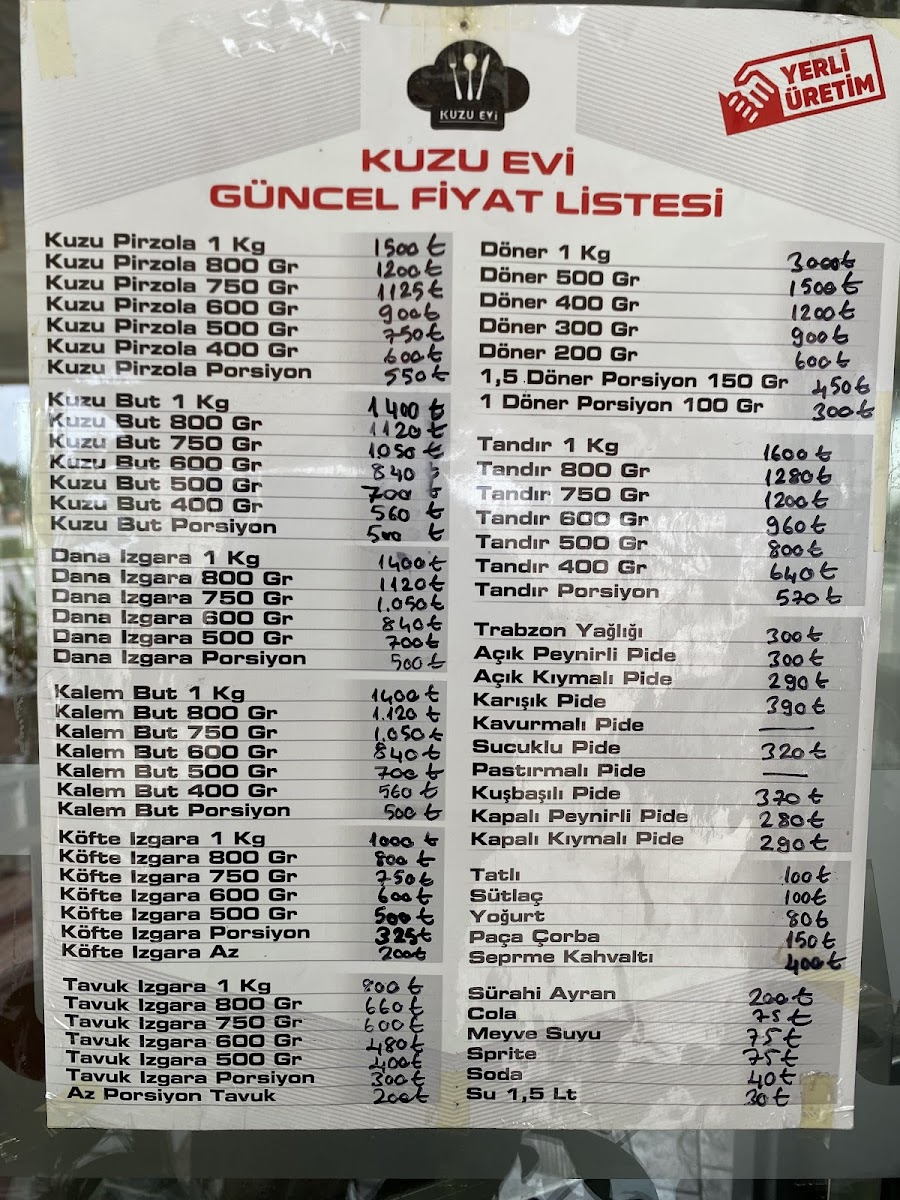 KUZU EVİ
YERLİ
ÜRETİM
KUZU EVİ
GÜNCEL FİYAT LİSTESİ
Kuzu Pirzola 1 Kg 1500 ₺
Kuzu Pirzola 800 Gr 1200 ₺
Kuzu Pirzola 750 Gr 1125 ₺
Kuzu Pirzola 600 Gr 900 ₺
Kuzu Pirzola 500 Gr 750 ₺
Kuzu Pirzola 400 Gr 600 ₺
Kuzu Pirzola Porsiyon 550 ₺
Kuzu But 1 Kg 1400 ₺
Kuzu But 800 Gr 1120 ₺
Kuzu But 750 Gr 1.050 ₺
Kuzu But 600 Gr 840 ₺
Kuzu But 500 Gr 700 ₺
Kuzu But 400 Gr 560 ₺
Kuzu But Porsiyon 500 ₺
Dana Izgara 1 Kg 1400 ₺
Dana Izgara 800 Gr 1120 ₺
Dana Izgara 750 Gr 1.050 ₺
Dana Izgara 600 Gr 840 ₺
Dana Izgara 500 Gr 700 ₺
Dana Izgara Porsiyon 500 ₺
Kalem But 1 Kg 1400 ₺
Kalem But 800 Gr 1.120 ₺
Kalem But 750 Gr 1.050 ₺
Kalem But 600 Gr 840 ₺
Kalem But 500 Gr 700 ₺
Kalem But 400 Gr 560 ₺
Kalem But Porsiyon 500 ₺
Köfte Izgara 1 Kg 1000 ₺
Köfte Izgara 800 Gr 800 ₺
Köfte Izgara 750 Gr 750 ₺
Köfte Izgara 600 Gr 600 ₺
Köfte Izgara 500 Gr 500 ₺
Köfte Izgara Porsiyon 325 ₺
Köfte Izgara Az 200 ₺
Tavuk Izgara 1 Kg 800 ₺
Tavuk Izgara 800 Gr 660 ₺
Tavuk Izgara 750 Gr 600 ₺
Tavuk Izgara 600 Gr 480 ₺
Tavuk Izgara 500 Gr 400 ₺
Tavuk Izgara Porsiyon 300 ₺
Az Porsiyon Tavuk 200 ₺
Döner 1 Kg 3000 ₺
Döner 500 Gr 1500 ₺
Döner 400 Gr 1200 ₺
Döner 300 Gr 900 ₺
Döner 200 Gr 600 ₺
1,5 Döner Porsiyon 150 Gr 450 ₺
1 Döner Porsiyon 100 Gr 300 ₺
Tandır 1 Kg 1600 ₺
Tandır 800 Gr 1280 ₺
Tandır 750 Gr 1200 ₺
Tandır 600 Gr 960 ₺
Tandır 500 Gr 800 ₺
Tandır 400 Gr 640 ₺
Tandır Porsiyon 570 ₺
Trabzon Yağlığı 300 ₺
Açık Peynirli Pide 300 ₺
Açık Kıymalı Pide 290 ₺
Karışık Pide 390 ₺
Kavurmalı Pide —
Sucuklu Pide 320 ₺
Pastırmalı Pide —
Kuşbaşılı Pide 370 ₺
Kapalı Peynirli Pide 280 ₺
Kapalı Kıymalı Pide 290 ₺
Tatlı 100 ₺
Sütlaç 100 ₺
Yoğurt 80 ₺
Paça Çorba 150 ₺
Seprme Kahvaltı 400 ₺
Sürahi Ayran 200 ₺
Cola 75 ₺
Meyve Suyu 75 ₺
Sprite 75 ₺
Soda 40 ₺
Su 1,5 Lt 30 ₺